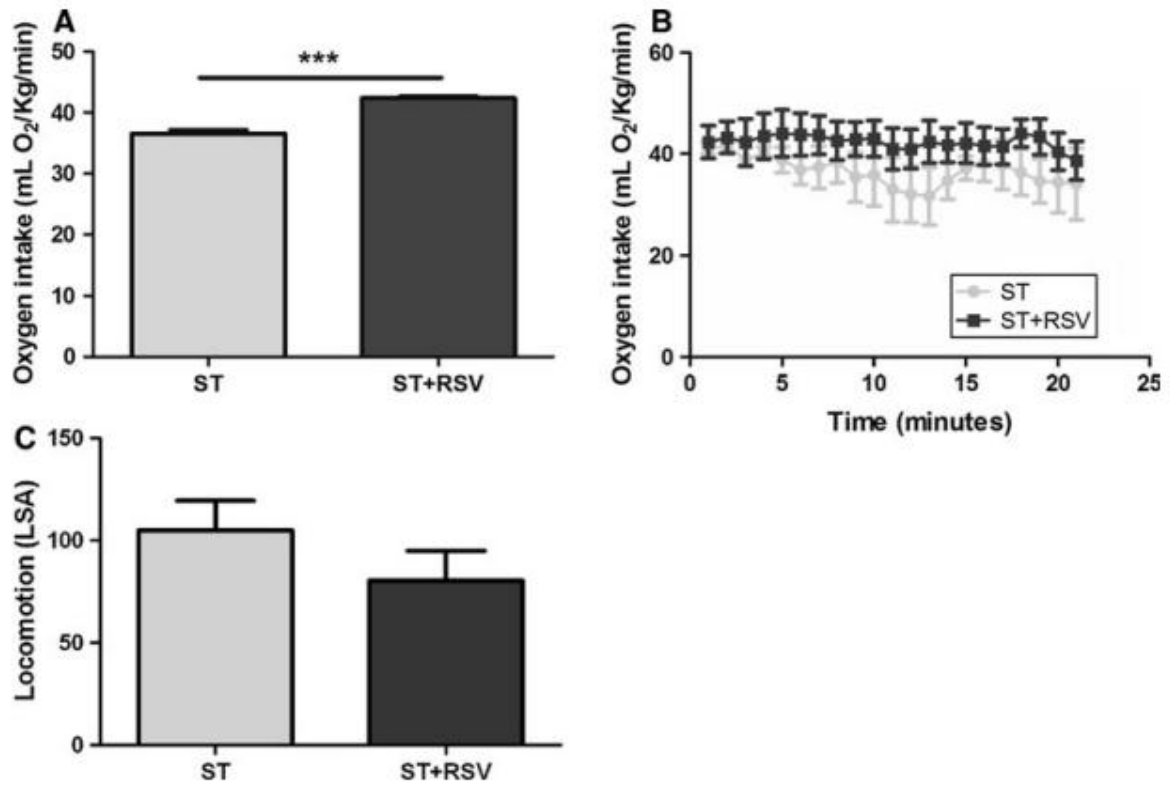 A
Oxygen intake (mL O₂/Kg/min)
50
40
30
20
10
0
***
ST
ST+RSV
B
Oxygen intake (mL O₂/Kg/min)
60
40
20
0
ST
ST+RSV
0
5
10
15
20
25
Time (minutes)
C
Locomotion (LSA)
150
100
50
0
ST
ST+RSV